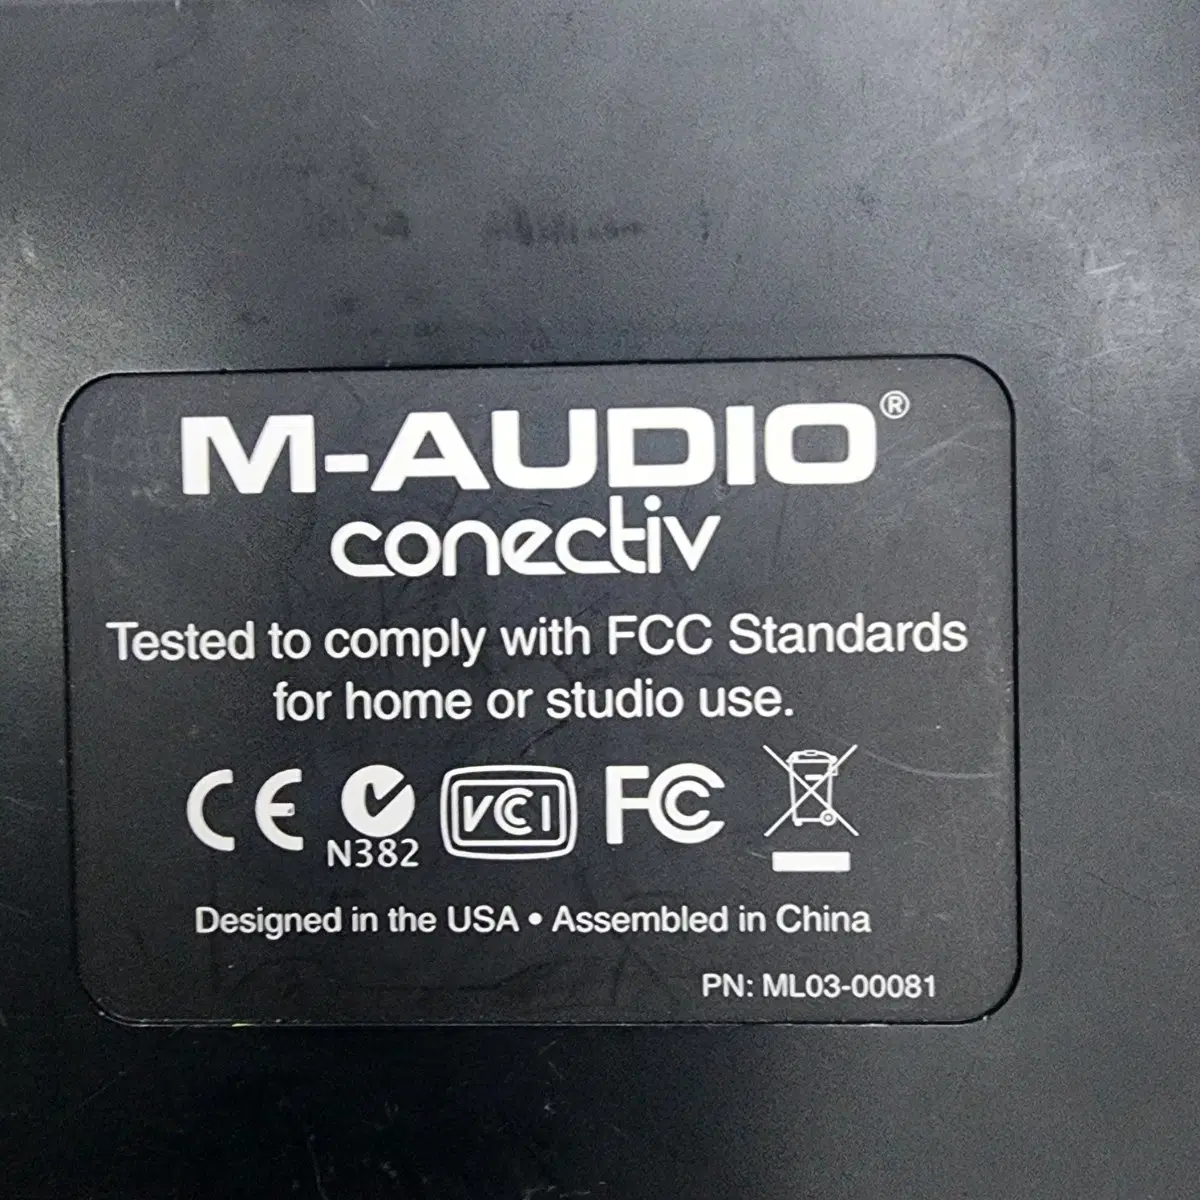 M-AUDIO®
conectiv
Tested to comply with FCC Standards
for home or studio use.
CE N382 VCI FC
Designed in the USA • Assembled in China
PN: ML03-00081